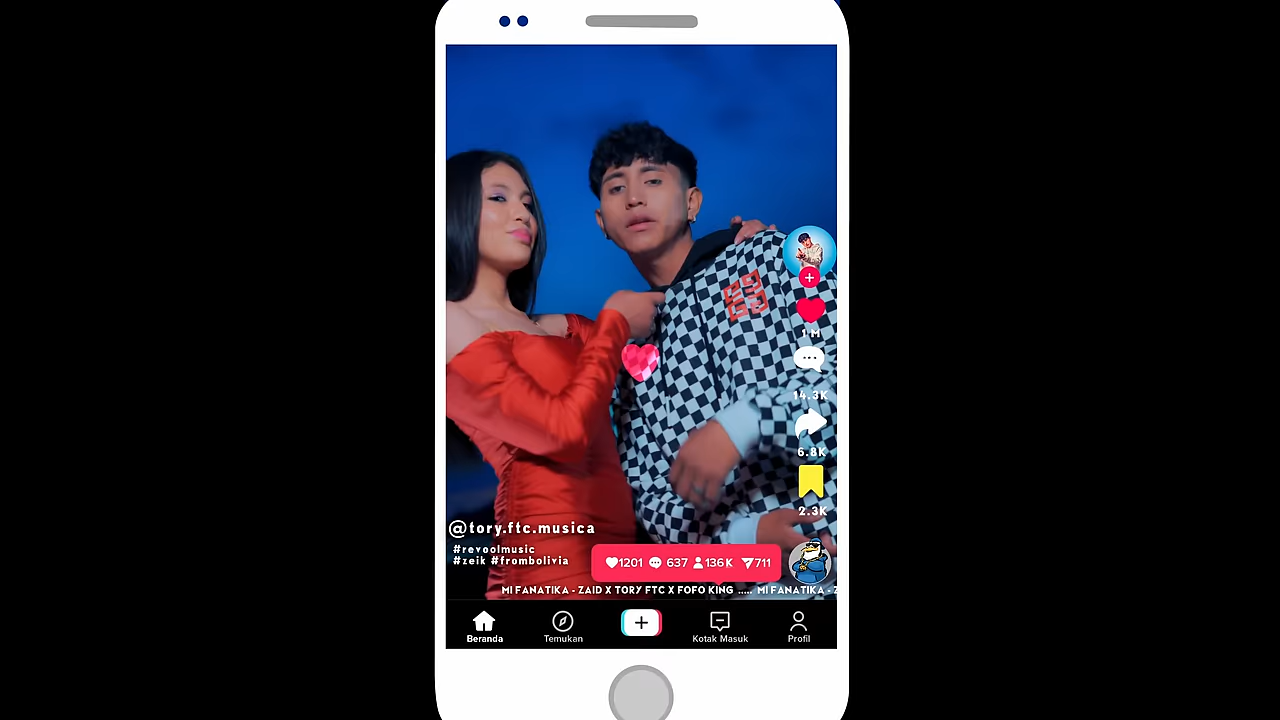 1M
14.3K
6.8K
2.3K
@tory.ftc.musica
#revoolmusic
#zeik #frombolivia
1201 637 136K 711
MI FANATIKA - ZAID X TORY FTC X FOFO KING ..... MI FANATIKA - Z
Beranda Temukan Kotak Masuk Profil